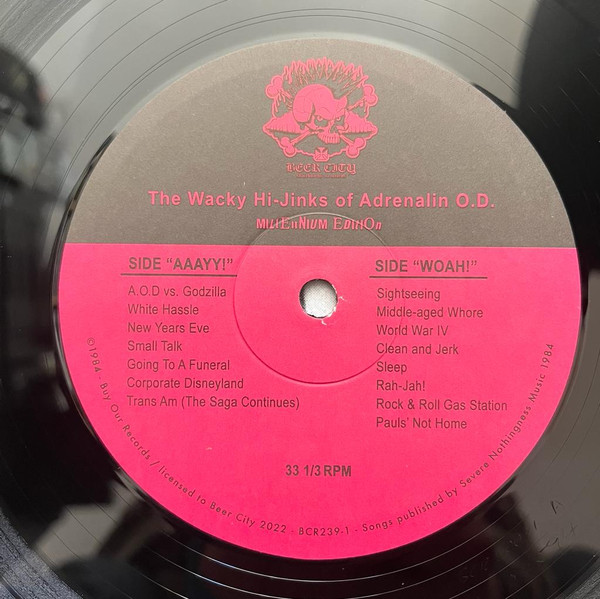 BEER CITY
The Wacky Hi-Jinks of Adrenalin O.D.
MillEnNIUM EDitIOn
SIDE "AAAYY!"
A.O.D vs. Godzilla
White Hassle
New Years Eve
Small Talk
Going To A Funeral
Corporate Disneyland
Trans Am (The Saga Continues)
SIDE "WOAH!"
Sightseeing
Middle-aged Whore
World War IV
Clean and Jerk
Sleep
Rah-Jah!
Rock & Roll Gas Station
Pauls' Not Home
33 1/3 RPM
©1984 - Buy Our Records / licensed to Beer City 2022 - BCR239-1 - Songs published by Severe Nothingness Music 1984